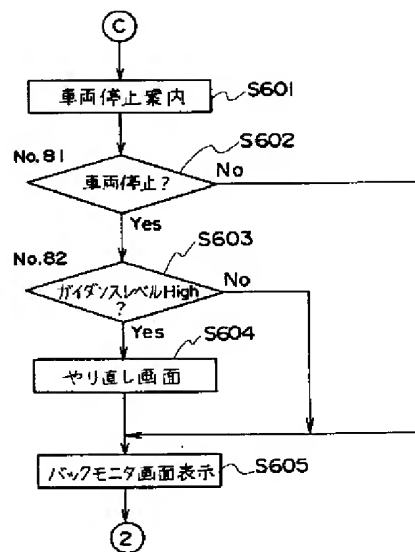 C
車両停止案内
S601
No.81
車両停止?
S602
No
Yes
No.82
ガイダンスレベルHigh
?
S603
No
Yes
S604
やり直し画面
バックモニタ画面表示
S605
2